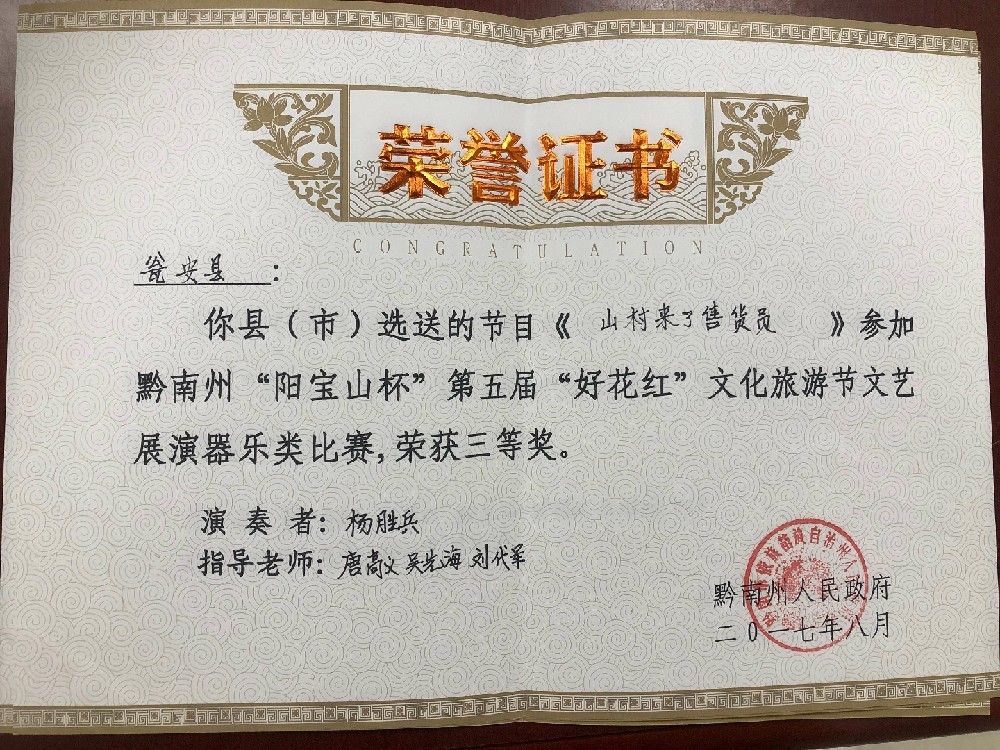 荣誉证书
CONGRATULATION
瓮安县：
你县（市）选送的节目《 山村来了售货员 》参加
黔南州“阳宝山杯”第五届“好花红”文化旅游节文艺
展演器乐类比赛，荣获三等奖。
演奏者：杨胜兵
指导老师：唐高义 吴先海 刘代军
黔南州人民政府
二0一七年八月